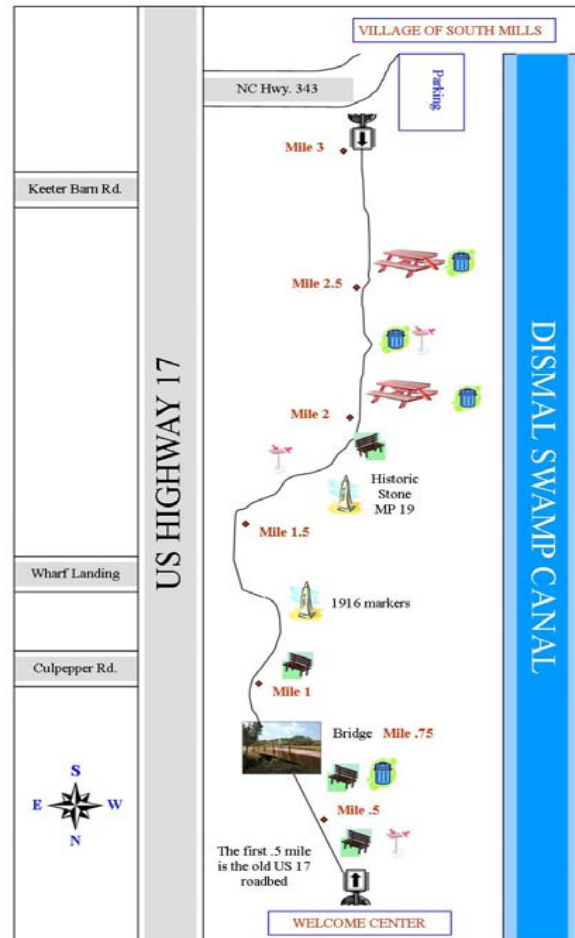 VILLAGE OF SOUTH MILLS
NC Hwy. 343
Parking
Mile 3
Keeter Barn Rd.
Mile 2.5
US HIGHWAY 17
DISMAL SWAMP CANAL
Mile 2
Historic
Stone
MP 19
Mile 1.5
Wharf Landing
1916 markers
Culpepper Rd.
Mile 1
Bridge Mile .75
S
E W
N
Mile .5
The first .5 mile
is the old US 17
roadbed
WELCOME CENTER